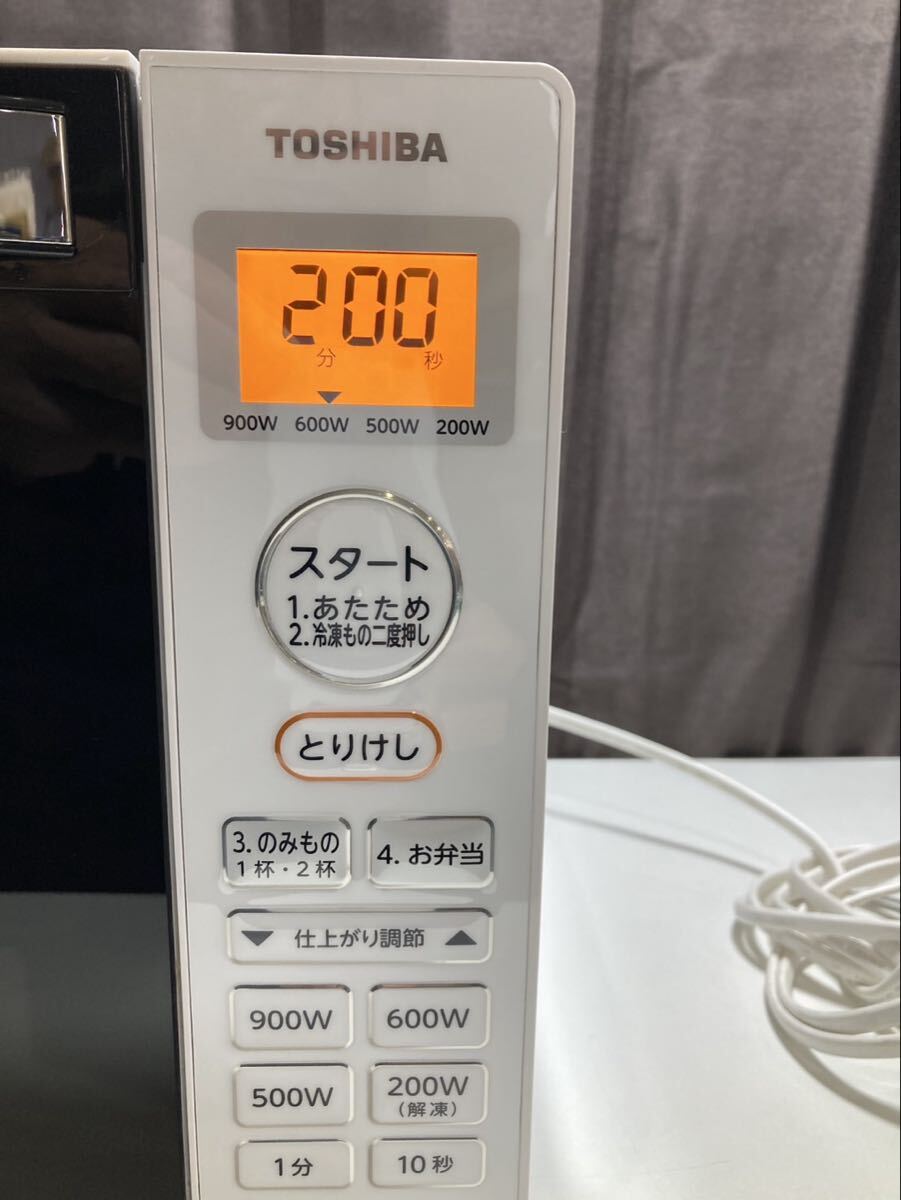 TOSHIBA
200
分 秒
900W 600W 500W 200W
スタート
1.あたため
2.冷凍もの二度押し
とりけし
3.のみもの
1杯・2杯
4.お弁当
▼ 仕上がり調節 ▲
900W
600W
500W
200W
(解凍)
1分
10秒